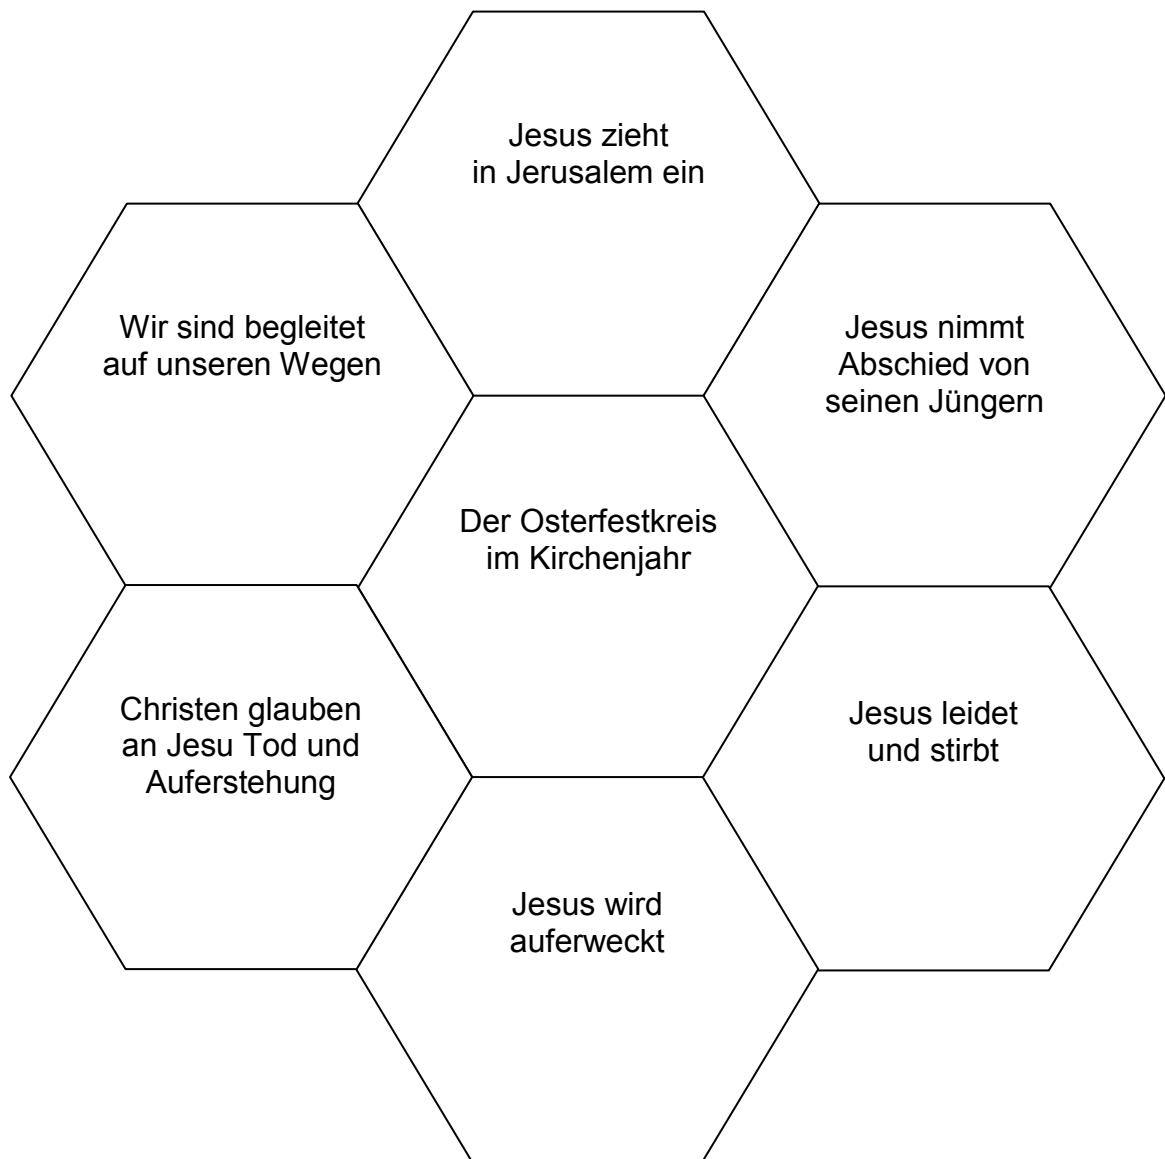 Jesus zieht
in Jerusalem ein
Wir sind begleitet
auf unseren Wegen
Jesus nimmt
Abschied von
seinen Jüngern
Der Osterfestkreis
im Kirchenjahr
Christen glauben
an Jesu Tod und
Auferstehung
Jesus leidet
und stirbt
Jesus wird
auferweckt